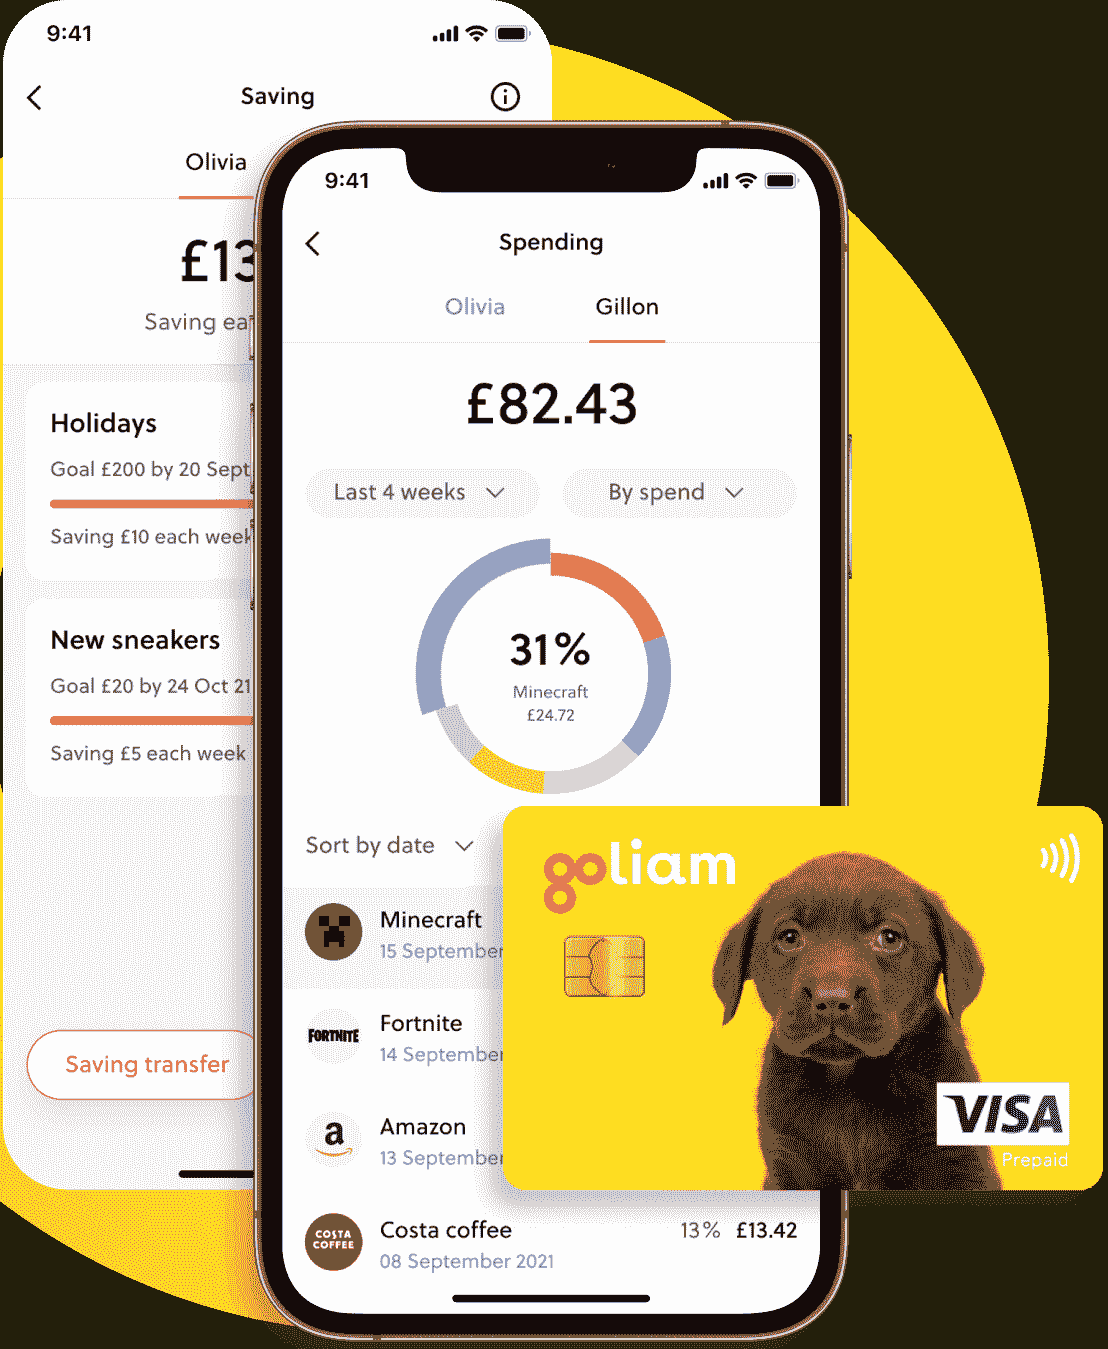 9:41
Saving
Olivia
£13
Saving ea
Holidays
Goal £200 by 20 Sept
Saving £10 each week
New sneakers
Goal £20 by 24 Oct 21
Saving £5 each week
Saving transfer
9:41
Spending
Olivia Gillon
£82.43
Last 4 weeks By spend
31%
Minecraft
£24.72
Sort by date
Minecraft
15 September
FORTNITE
Fortnite
14 September
a
Amazon
13 September
COSTA
COFFEE
Costa coffee 13% £13.42
08 September 2021
goliam
VISA
Prepaid